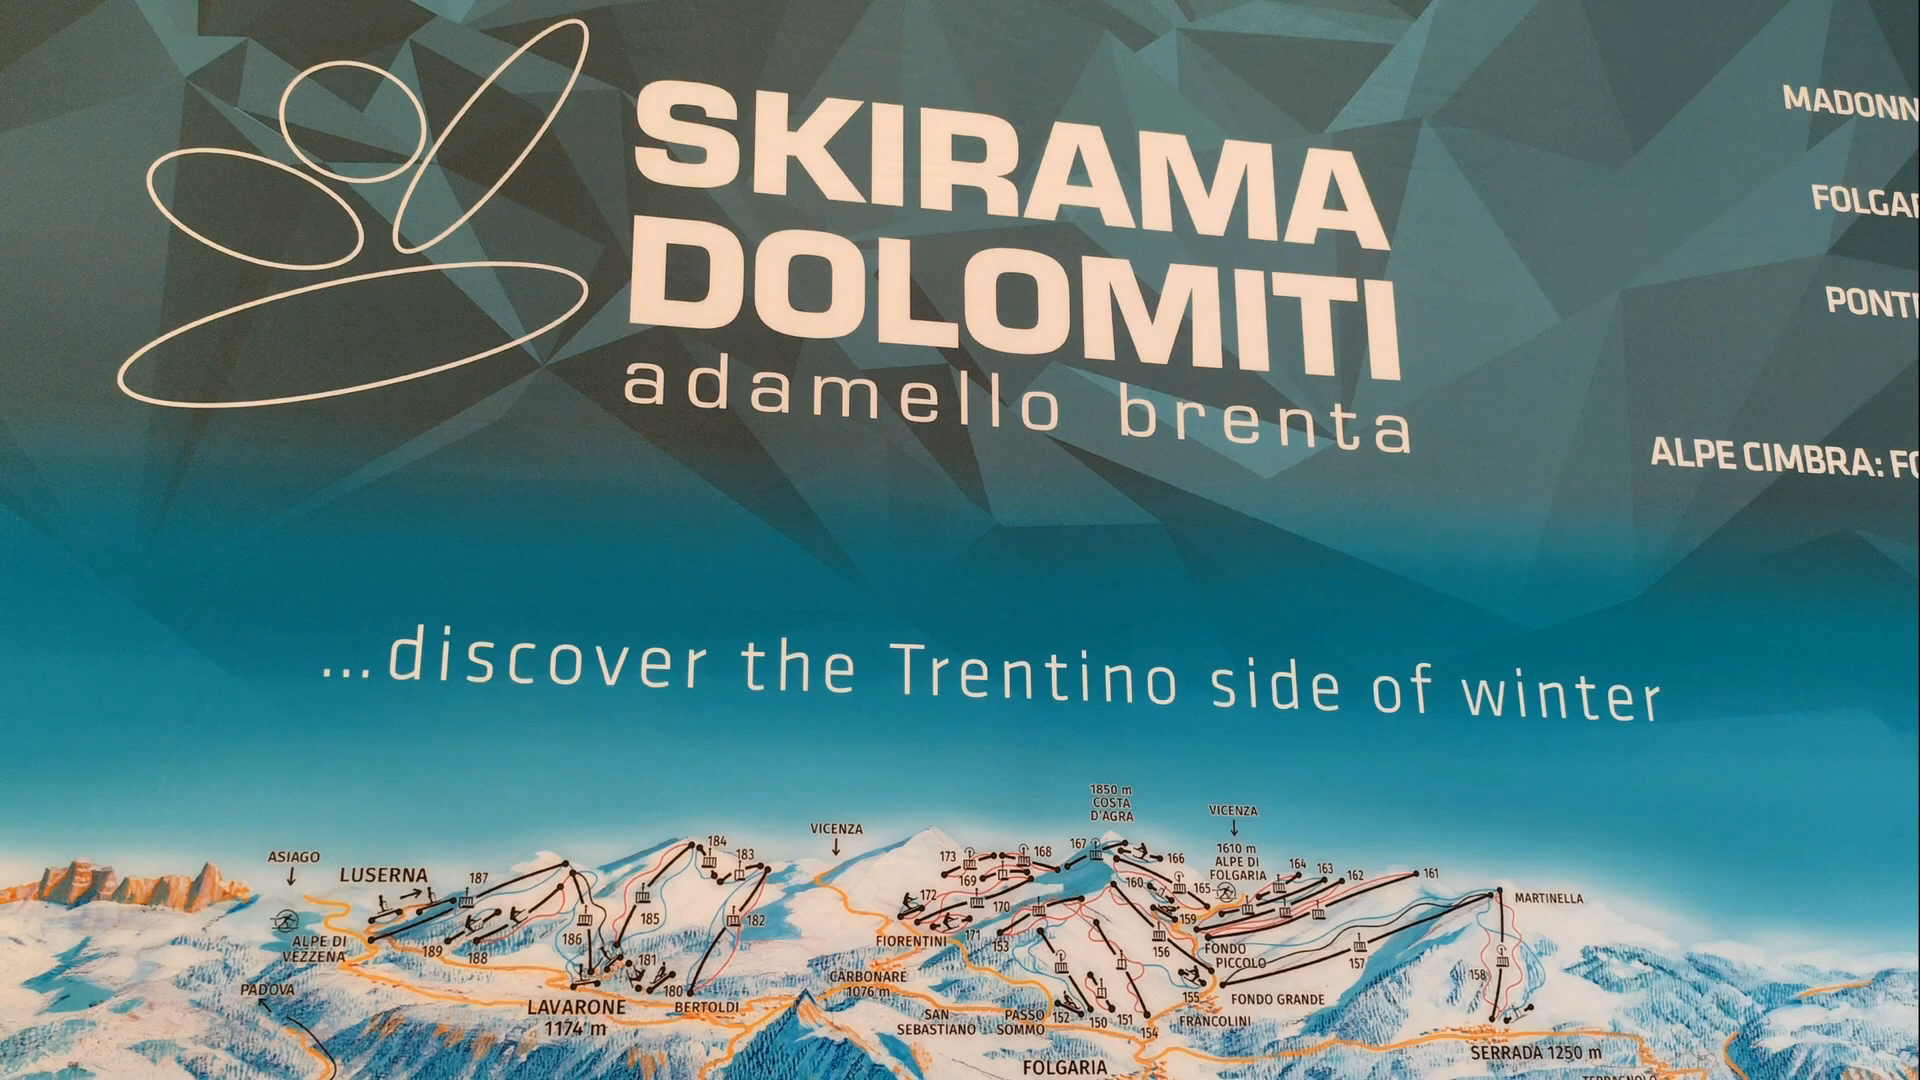 SKIRAMA
DOLOMITI
adamello brenta
MADONN
FOLGAR
PONT
ALPE CIMBRA: FO
...discover the Trentino side of winter
1850 m
COSTA
D'AGRA
VICENZA
VICENZA
1610 m
ALPE DI
FOLGARIA
ASIAGO
LUSERNA
187
184
183
173
168
167
166
164
163
162
161
169
160
165
172
170
159
MARTINELLA
185
182
186
171
153
156
FIORENTINI
ALPE DI
VEZZENA
189
188
181
180
FONDO
PICCOLO
157
158
PADOVA
CARBONARE
1076 m
155
FONDO GRANDE
LAVARONE
1174 m
BERTOLDI
SAN
SEBASTIANO
PASSO
SOMMO
152
150
151
154
FRANCOLINI
FOLGARIA
SERRADA 1250 m
TERRAGNOLO